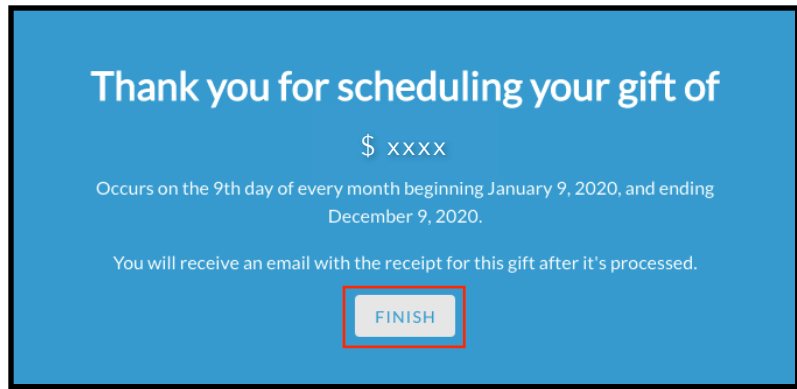 Thank you for scheduling your gift of
$ xxxx
Occurs on the 9th day of every month beginning January 9, 2020, and ending
December 9, 2020.
You will receive an email with the receipt for this gift after it's processed.
FINISH